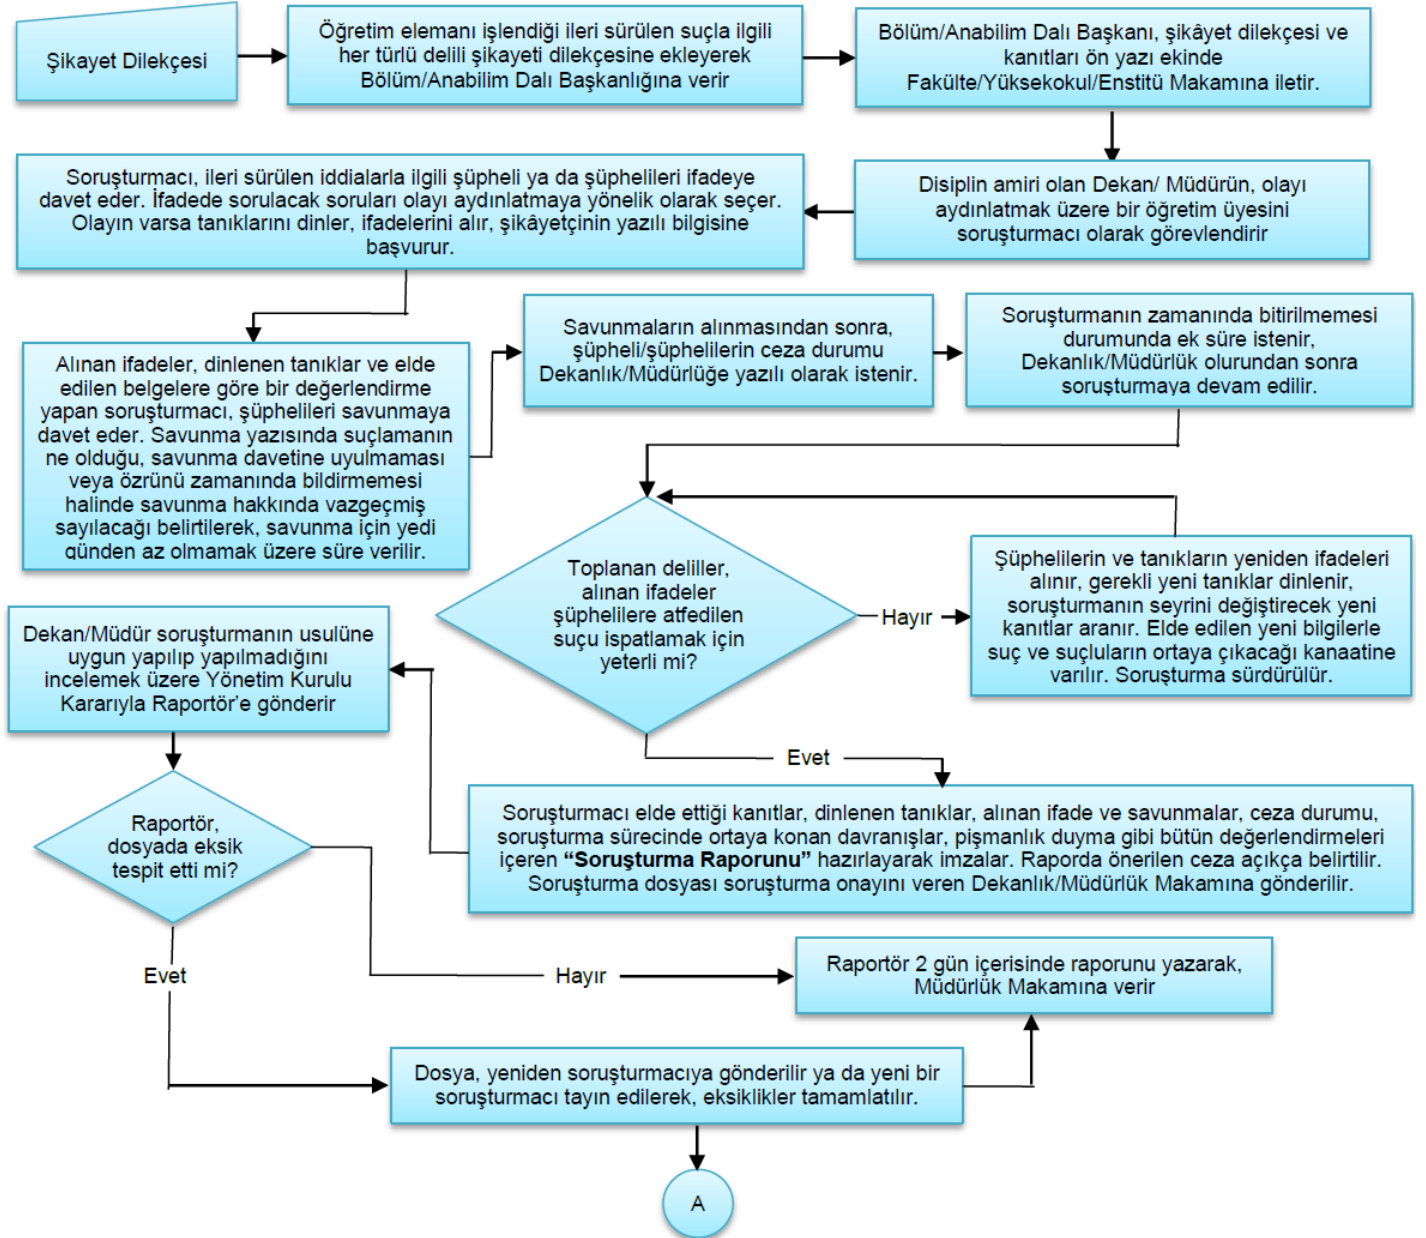 Şikayet Dilekçesi
Öğretim elemanı işlendiği ileri sürülen suçla ilgili
her türlü delili şikayeti dilekçesine ekleyerek
Bölüm/Anabilim Dalı Başkanlığına verir
Bölüm/Anabilim Dalı Başkanı, şikâyet dilekçesi ve
kanıtları ön yazı ekinde
Fakülte/Yüksekokul/Enstitü Makamına iletir.
Disiplin amiri olan Dekan/ Müdürün, olayı
aydınlatmak üzere bir öğretim üyesini
soruşturmacı olarak görevlendirir
Soruşturmacı, ileri sürülen iddialarla ilgili şüpheli ya da şüphelileri ifadeye
davet eder. İfadede sorulacak soruları olayı aydınlatmaya yönelik olarak seçer.
Olayın varsa tanıklarını dinler, ifadelerini alır, şikâyetçinin yazılı bilgisine
başvurur.
Alınan ifadeler, dinlenen tanıklar ve elde
edilen belgelere göre bir değerlendirme
yapan soruşturmacı, şüphelileri savunmaya
davet eder. Savunma yazısında suçlamanın
ne olduğu, savunma davetine uyulmaması
veya özrünü zamanında bildirmemesi
halinde savunma hakkında vazgeçmiş
sayılacağı belirtilerek, savunma için yedi
günden az olmamak üzere süre verilir.
Savunmaların alınmasından sonra,
şüpheli/şüphelilerin ceza durumu
Dekanlık/Müdürlüğe yazılı olarak istenir.
Soruşturmanın zamanında bitirilmemesi
durumunda ek süre istenir,
Dekanlık/Müdürlük olurundan sonra
soruşturmaya devam edilir.
Toplanan deliller,
alınan ifadeler
şüphelilere atfedilen
suçu ispatlamak için
yeterli mi?
Hayır
Şüphelilerin ve tanıkların yeniden ifadeleri
alınır, gerekli yeni tanıklar dinlenir,
soruşturmanın seyrini değiştirecek yeni
kanıtlar aranır. Elde edilen yeni bilgilerle
suç ve suçluların ortaya çıkacağı kanaatine
varılır. Soruşturma sürdürülür.
Evet
Soruşturmacı elde ettiği kanıtlar, dinlenen tanıklar, alınan ifade ve savunmalar, ceza durumu,
soruşturma sürecinde ortaya konan davranışlar, pişmanlık duyma gibi bütün değerlendirmeleri
içeren “Soruşturma Raporunu” hazırlayarak imzalar. Raporda önerilen ceza açıkça belirtilir.
Soruşturma dosyası soruşturma onayını veren Dekanlık/Müdürlük Makamına gönderilir.
Dekan/Müdür soruşturmanın usulüne
uygun yapılıp yapılmadığını
incelemek üzere Yönetim Kurulu
Kararıyla Raportör’e gönderir
Raportör,
dosyada eksik
tespit etti mi?
Hayır
Raportör 2 gün içerisinde raporunu yazarak,
Müdürlük Makamına verir
Evet
Dosya, yeniden soruşturmacıya gönderilir ya da yeni bir
soruşturmacı tayin edilerek, eksiklikler tamamlatılır.
A